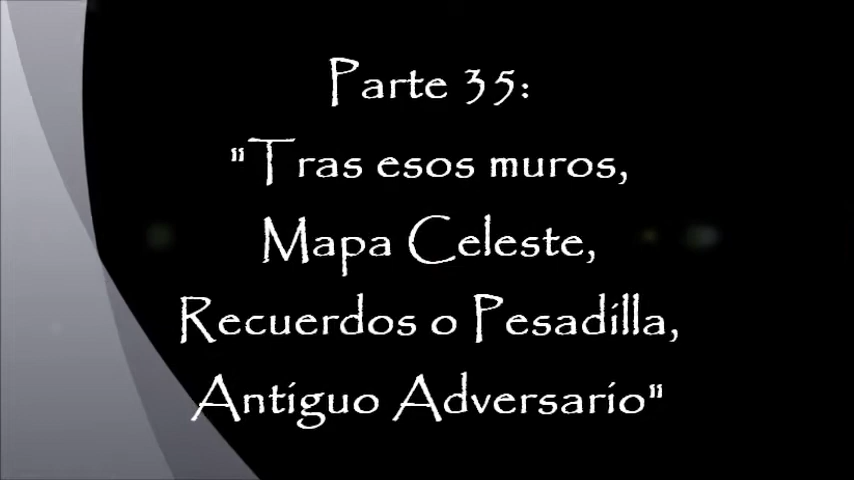 Parte 35:
"Tras esos muros,
Mapa Celeste,
Recuerdos o Pesadilla,
Antiguo Adversario"